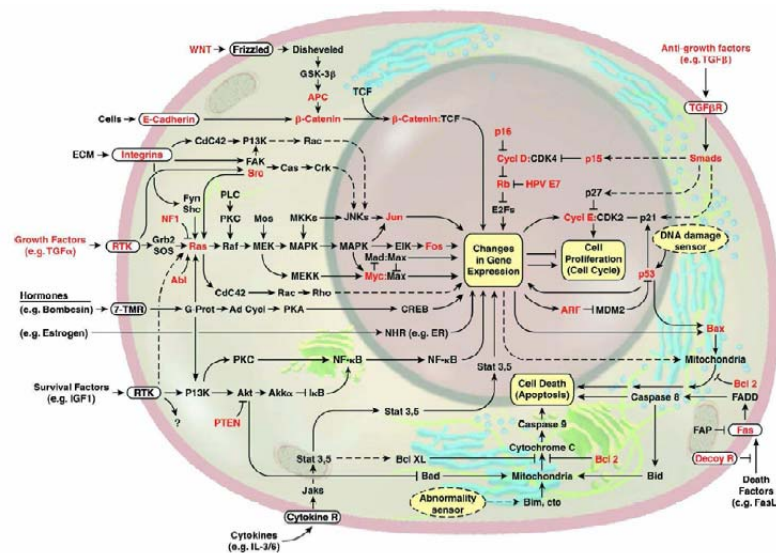 WNT Frizzled Disheveled
GSK-3β
APC
TCF
Cells E-Cadherin β-Catenin β-Catenin:TCF
ECM Integrins
CdC42 P13K Rac
FAK
Src Cas Crk
Fyn
Shc
PLC
NF1 PKC Mos MKKs JNKs Jun
Growth Factors
(e.g. TGFα)
RTK Grb2
SOS
Ras Raf MEK MAPK MAPK ElK Fos
Abl MEKK Mad:Max
Myc:Max
CdC42 Rac Rho
Hormones
(e.g. Bombesin) 7-TMR G-Prot Ad Cycl PKA CREB
(e.g. Estrogen) NHR (e.g. ER)
PKC NF-κB NF-κB
Survival Factors
(e.g. IGF1)
RTK P13K Akt Akkα IκB
?
PTEN
Stat 3,5
Stat 3,5
Stat 3,5 Bcl XL
Bad
Jaks
Cytokine R
Cytokines
(e.g. IL-3/6)
Anti-growth factors
(e.g. TGFβ)
TGFβR
Smads
p16
Cycl D:CDK4 p15
Rb HPV E7
E2Fs
p27
Cycl E:CDK2 p21
Changes
in Gene
Expression
Cell
Proliferation
(Cell Cycle)
DNA damage
sensor
p53
ARF MDM2
Bax
Mitochondria
Bcl 2
Cell Death
(Apoptosis)
Caspase 8 FADD
Caspase 9
FAP Fas
Cytochrome C
Bcl 2
Decoy R
Mitochondria Bid
Death
Factors
(e.g. FasL)
Abnormality
sensor
Bim, etc